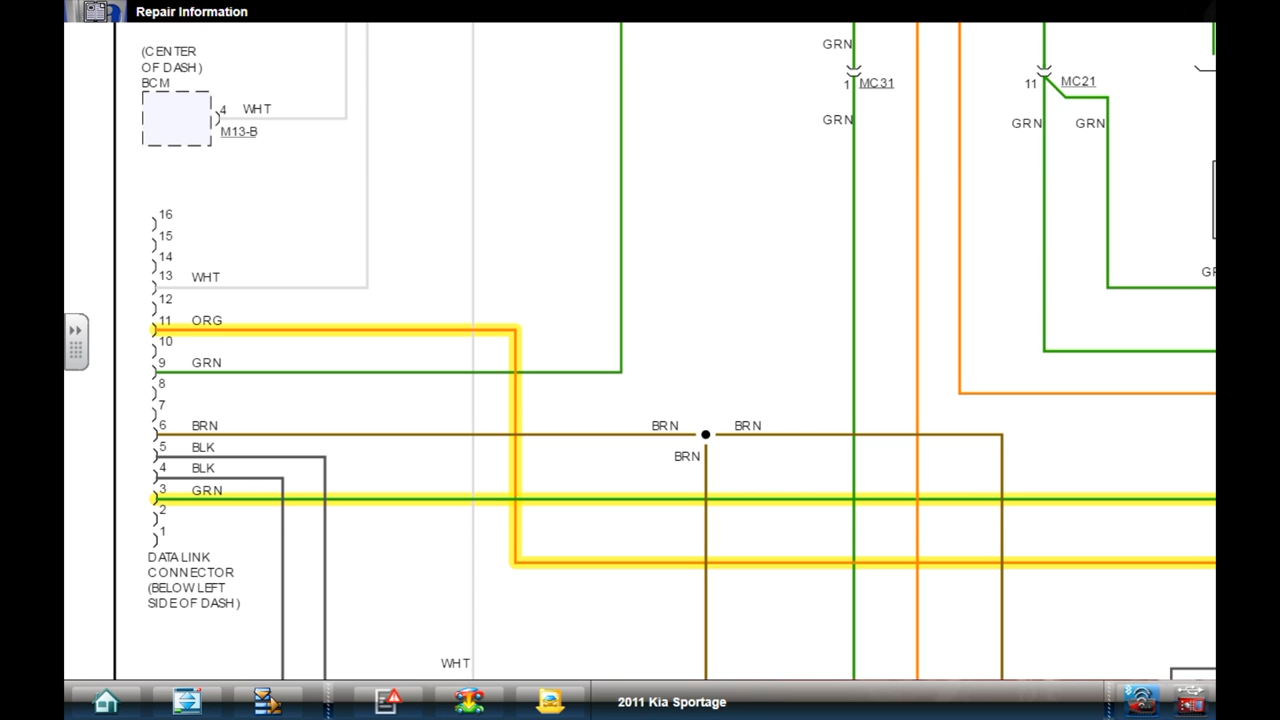 Repair Information
(CENTER
OF DASH)
BCM
4 WHT
M13-B
GRN
1 MC31
GRN
11 MC21
GRN GRN
16
15
14
13 WHT
12
11 ORG
10
9 GRN
8
7
6 BRN
5 BLK
4 BLK
3 GRN
2
1
BRN BRN
BRN
DATA LINK
CONNECTOR
(BELOW LEFT
SIDE OF DASH)
WHT
2011 Kia Sportage